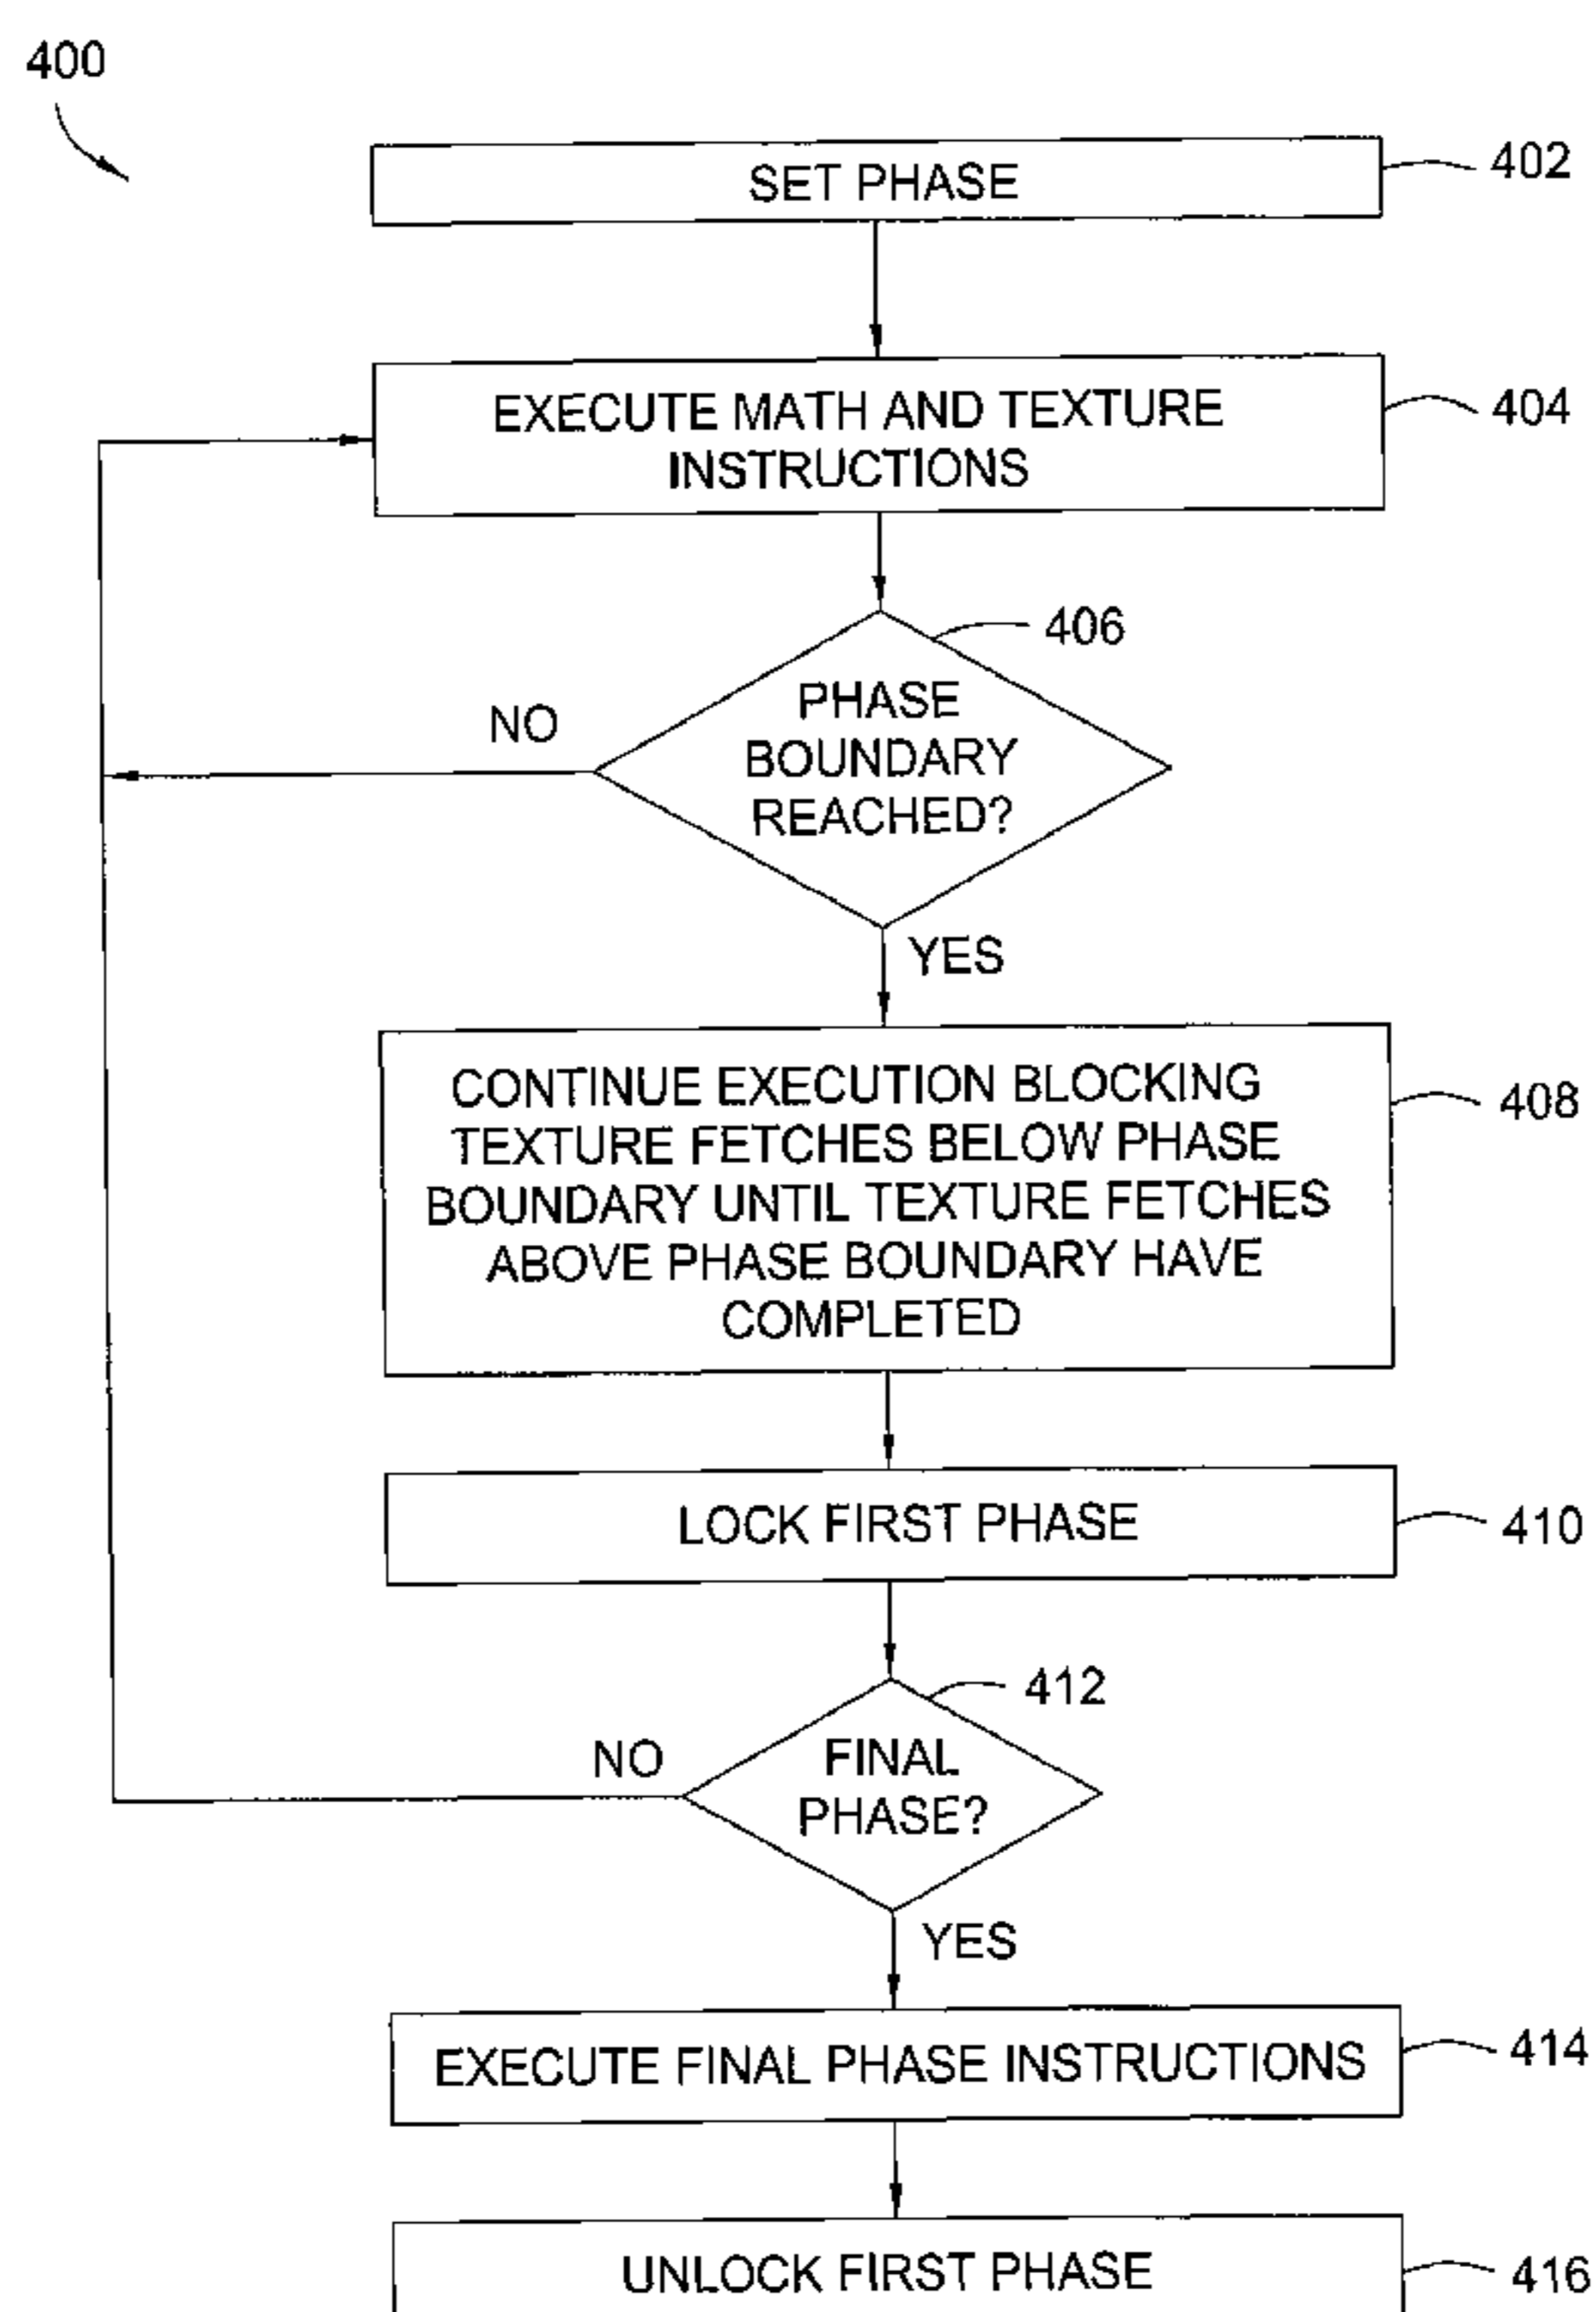 400
SET PHASE
402
EXECUTE MATH AND TEXTURE
INSTRUCTIONS
404
406
PHASE
BOUNDARY
REACHED?
NO
YES
CONTINUE EXECUTION BLOCKING
TEXTURE FETCHES BELOW PHASE
BOUNDARY UNTIL TEXTURE FETCHES
ABOVE PHASE BOUNDARY HAVE
COMPLETED
408
LOCK FIRST PHASE
410
412
FINAL
PHASE?
NO
YES
EXECUTE FINAL PHASE INSTRUCTIONS
414
UNLOCK FIRST PHASE
416